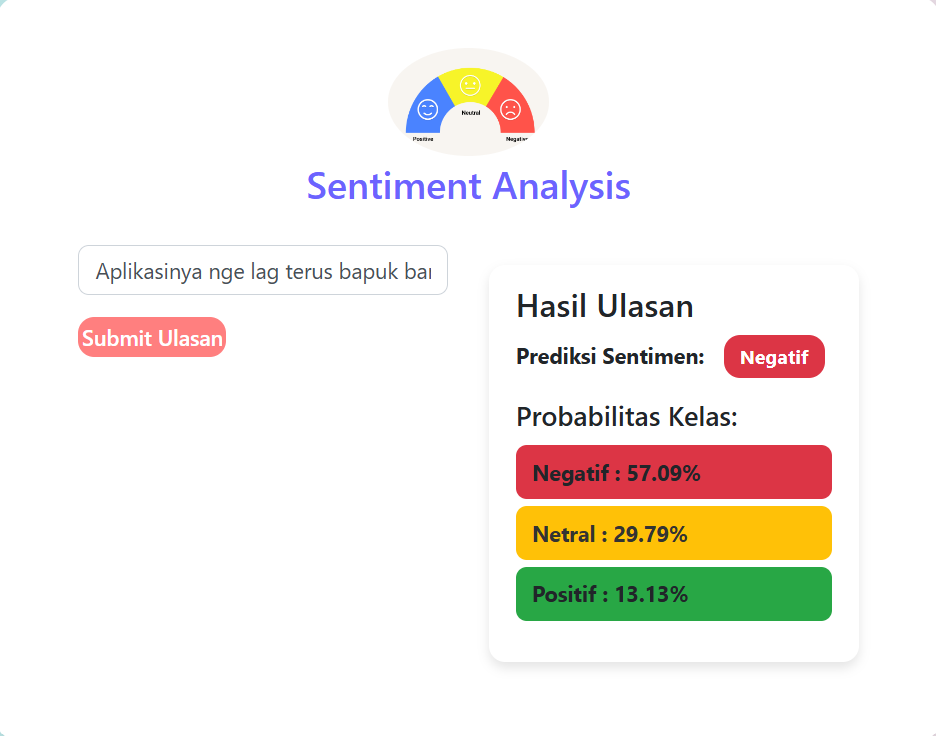 Neutral
Positive
Negative
Sentiment Analysis
Aplikasinya nge lag terus bapuk
Submit Ulasan
Hasil Ulasan
Prediksi Sentimen: Negatif
Probabilitas Kelas:
Negatif : 57.09%
Netral : 29.79%
Positif : 13.13%